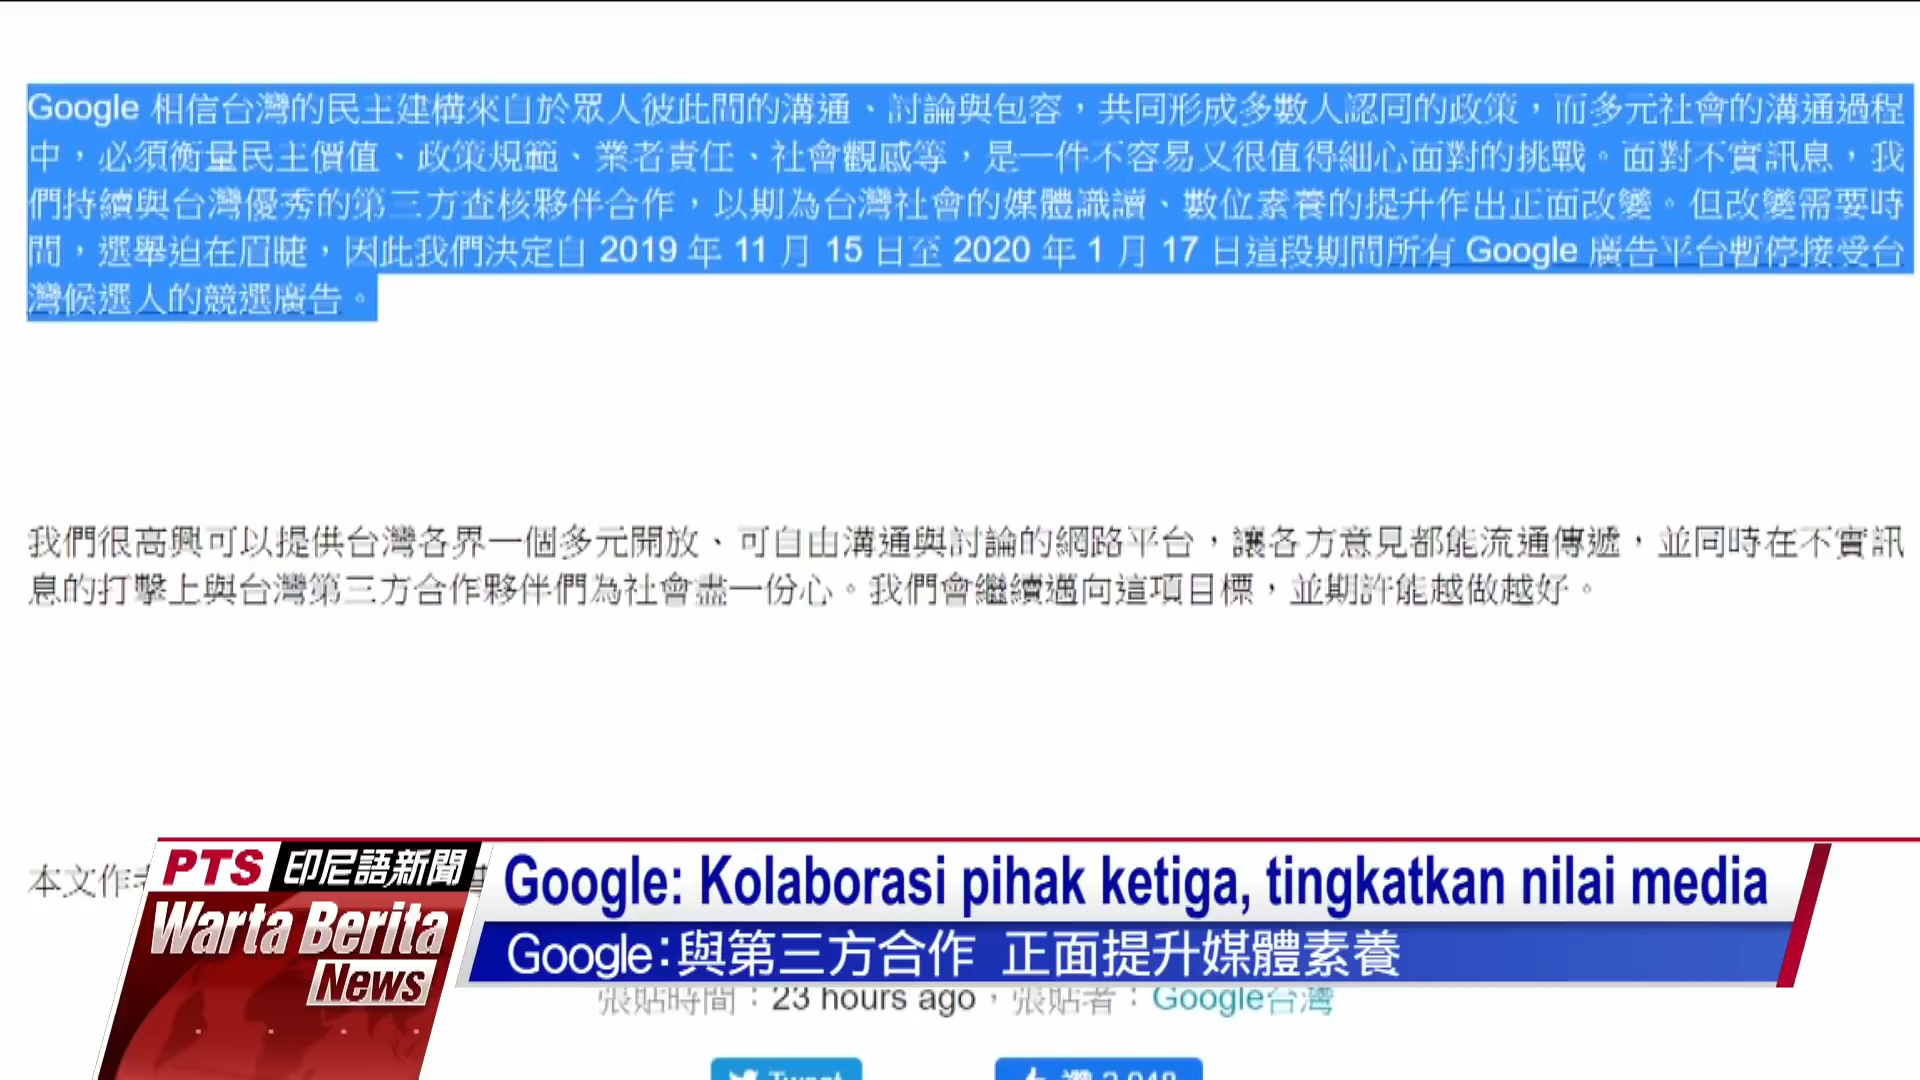 Google 相信台灣的民主建構來自於眾人彼此間的溝通、討論與包容，共同形成多數人認同的政策，而多元社會的溝通過程
中，必須衡量民主價值、政策規範、業者責任、社會觀感等，是一件不容易又很值得細心面對的挑戰。面對不實訊息，我
們持續與台灣優秀的第三方查核夥伴合作，以期為台灣社會的媒體識讀、數位素養的提升作出正面改變。但改變需要時
間，選舉迫在眉睫，因此我們決定自 2019 年 11 月 15 日至 2020 年 1 月 17 日這段期間所有 Google 廣告平台暫停接受台
灣候選人的競選廣告。
我們很高興可以提供台灣各界一個多元開放、可自由溝通與討論的網路平台，讓各方意見都能流通傳遞，並同時在不實訊
息的打擊上與台灣第三方合作夥伴們為社會盡一份心。我們會繼續邁向這項目標，並期許能越做越好。
本文作
PTS 印尼語新聞
Warta Berita
News
Google: Kolaborasi pihak ketiga, tingkatkan nilai media
Google：與第三方合作 正面提升媒體素養
張貼時間：23 hours ago，張貼者：Google台灣
Tweet
讚